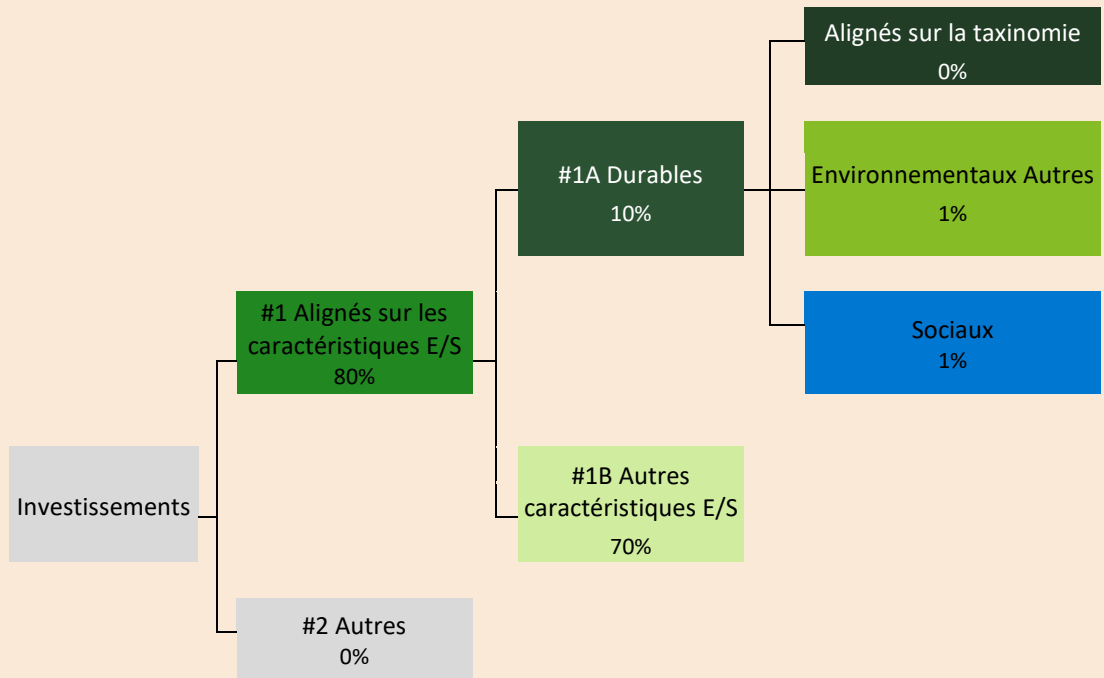 Alignés sur la taxinomie
0%
#1A Durables
10%
Environnementaux Autres
1%
#1 Alignés sur les
caractéristiques E/S
80%
Sociaux
1%
Investissements
#1B Autres
caractéristiques E/S
70%
#2 Autres
0%